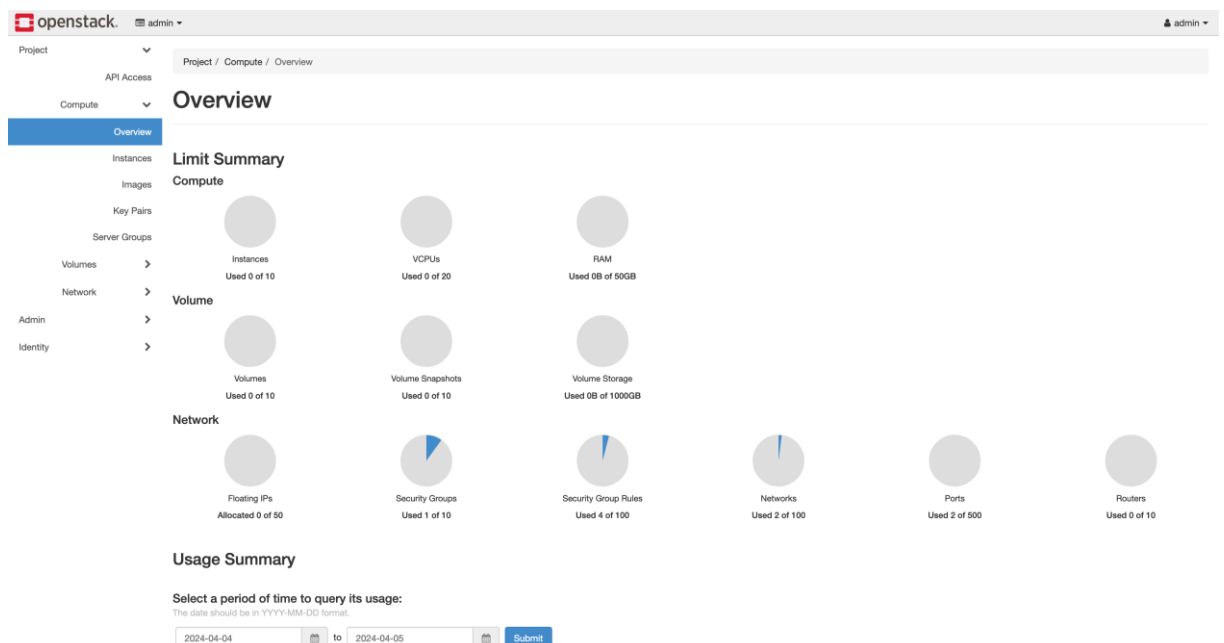 openstack. admin admin
Project
API Access
Compute
Overview
Instances
Images
Key Pairs
Server Groups
Volumes
Network
Admin
Identity
Project / Compute / Overview
Overview
Limit Summary
Compute
Instances
Used 0 of 10
VCPUs
Used 0 of 20
RAM
Used 0B of 50GB
Volume
Volumes
Used 0 of 10
Volume Snapshots
Used 0 of 10
Volume Storage
Used 0B of 1000GB
Network
Floating IPs
Allocated 0 of 50
Security Groups
Used 1 of 10
Security Group Rules
Used 4 of 100
Networks
Used 2 of 100
Ports
Used 2 of 500
Routers
Used 0 of 10
Usage Summary
Select a period of time to query its usage:
The date should be in YYYY-MM-DD format.
2024-04-04 to 2024-04-05 Submit